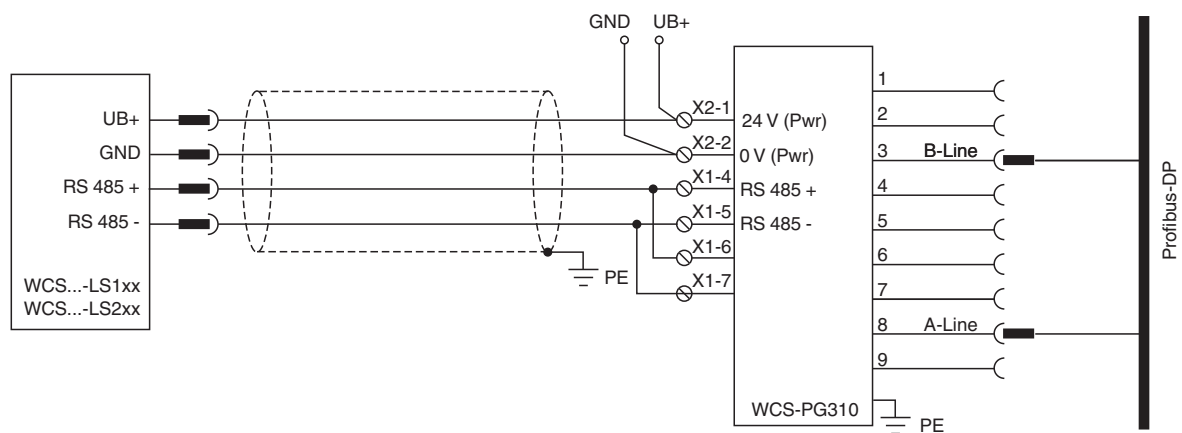 GND UB+
UB+
GND
RS 485 +
RS 485 -
WCS...-LS1xx
WCS...-LS2xx
PE
X2-1
X2-2
X1-4
X1-5
X1-6
X1-7
24 V (Pwr)
0 V (Pwr)
RS 485 +
RS 485 -
WCS-PG310
1
2
3 B-Line
4
5
6
7
8 A-Line
9
PE
Profibus-DP